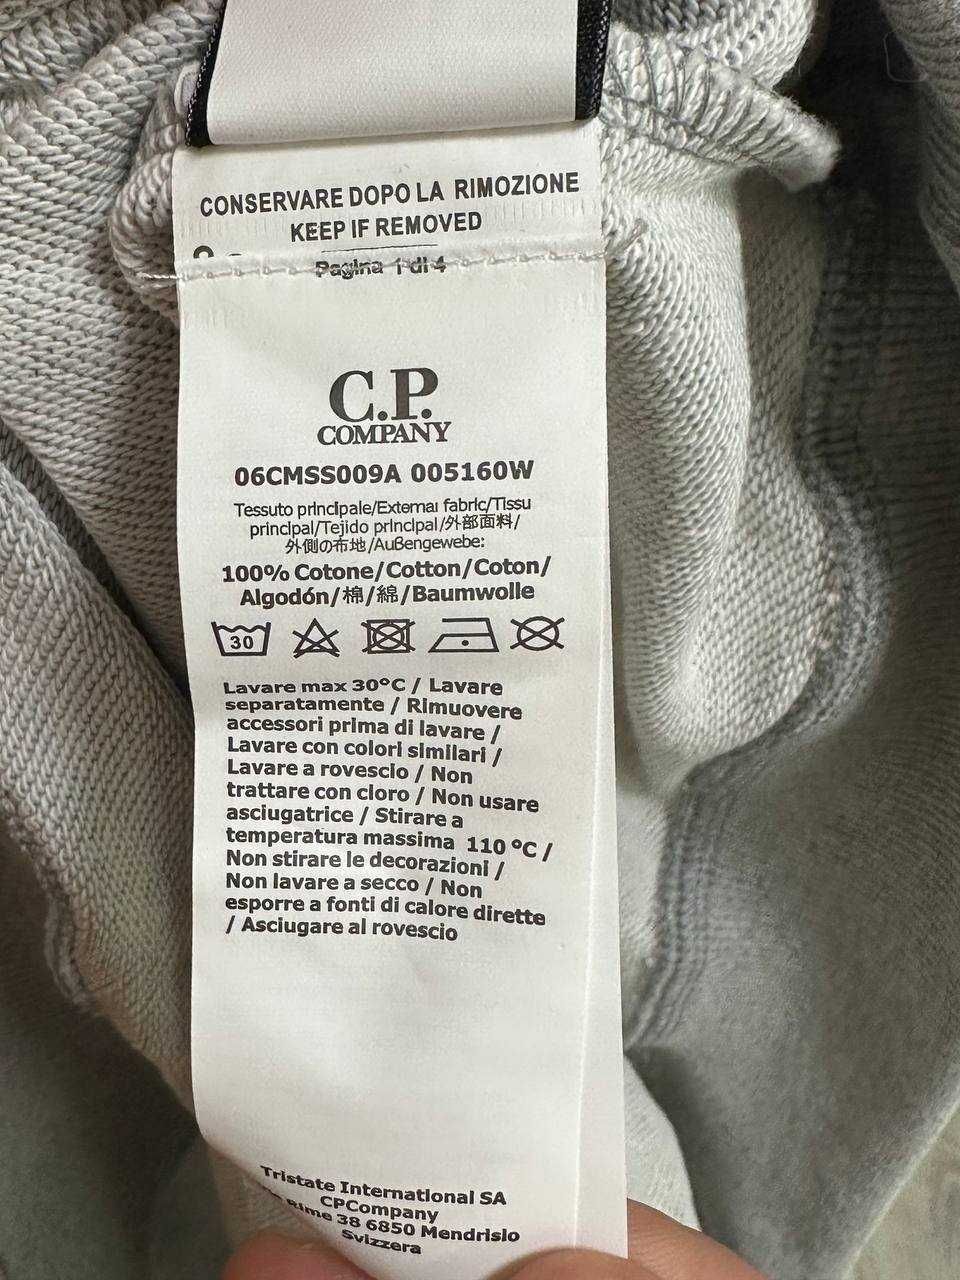 CONSERVARE DOPO LA RIMOZIONE
KEEP IF REMOVED
Pagina 1 di 4
C.P.
COMPANY
06CMSS009A 005160W
Tessuto principale/External fabric/Tissu
principal/Tejido principal/外部面料/
外側の布地/Außengewebe:
100% Cotone/Cotton/Coton/
Algodón/棉/綿/Baumwolle
30
Lavare max 30°C / Lavare
separatamente / Rimuovere
accessori prima di lavare /
Lavare con colori similari /
Lavare a rovescio / Non
trattare con cloro / Non usare
asciugatrice / Stirare a
temperatura massima 110 °C /
Non stirare le decorazioni /
Non lavare a secco / Non
esporre a fonti di calore dirette
/ Asciugare al rovescio
Tristate International SA
CPCompany
Rime 38 6850 Mendrisio
Svizzera